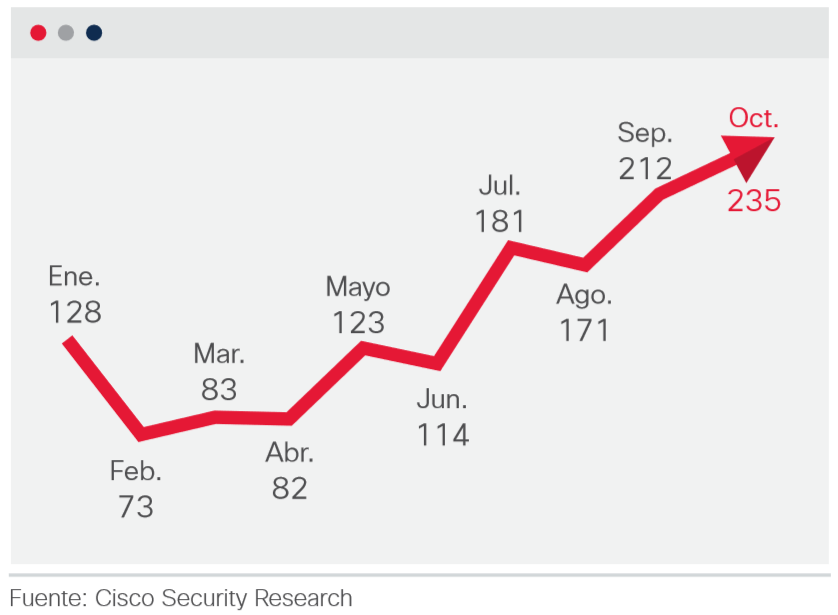 Ene.
128
Feb.
73
Mar.
83
Abr.
82
Mayo
123
Jun.
114
Jul.
181
Ago.
171
Sep.
212
Oct.
235
Fuente: Cisco Security Research